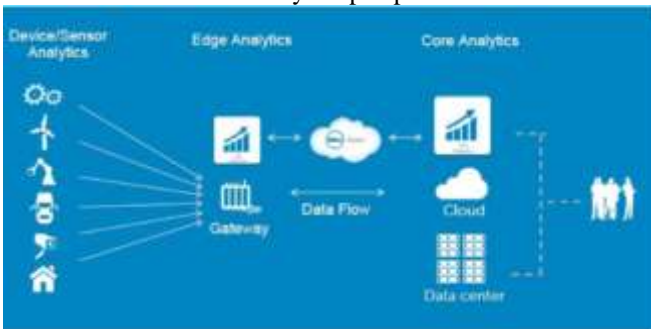 Device/Sensor
Analytics
Edge Analytics
Core Analytics
Gateway
Data Flow
Cloud
Data center